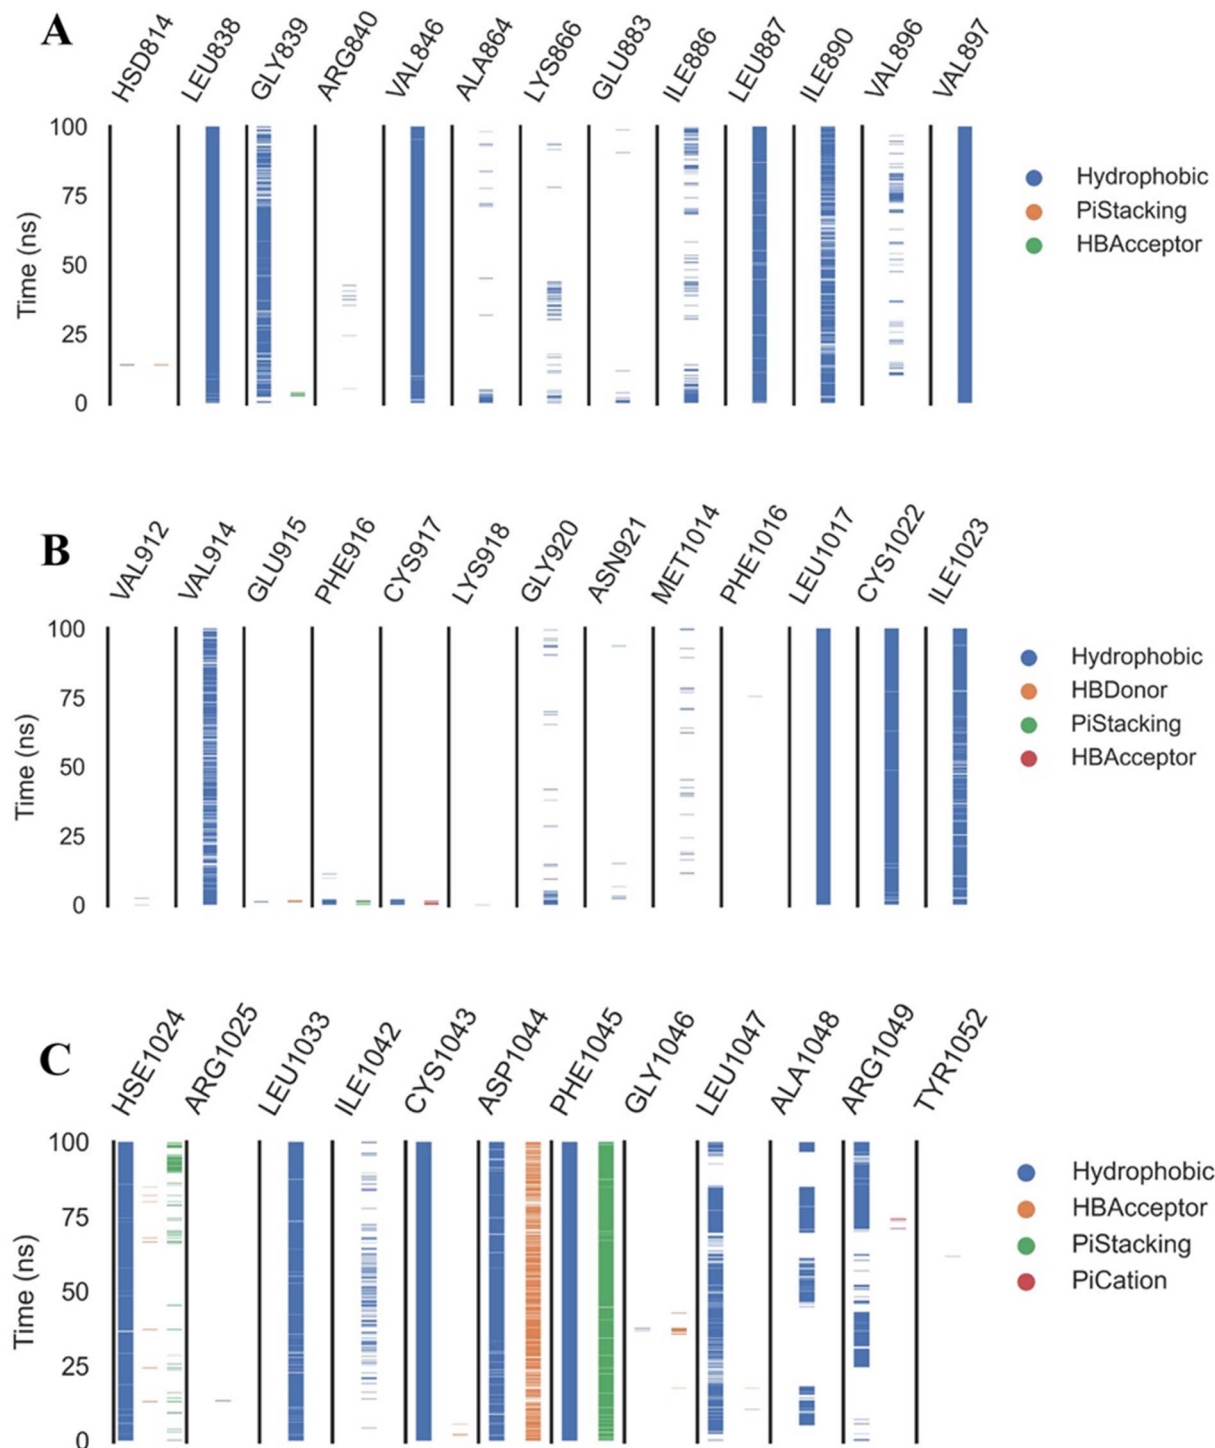 A
HSD814 LEU838 GLY839 ARG840 VAL846 ALA864 LYS866 GLU883 ILE886 LEU887 ILE890 VAL896 VAL897
100
75
50
25
0
Time (ns)
Hydrophobic
PiStacking
HBAcceptor
B
VAL912 VAL914 GLU915 PHE916 CYS917 LYS918 GLY920 ASN921 MET1014 PHE1016 LEU1017 CYS1022 ILE1023
100
75
50
25
0
Time (ns)
Hydrophobic
HBDonor
PiStacking
HBAcceptor
C
HSE1024 ARG1025 LEU1033 ILE1042 CYS1043 ASP1044 PHE1045 GLY1046 LEU1047 ALA1048 ARG1049 TYR1052
100
75
50
25
0
Time (ns)
Hydrophobic
HBAcceptor
PiStacking
PiCation